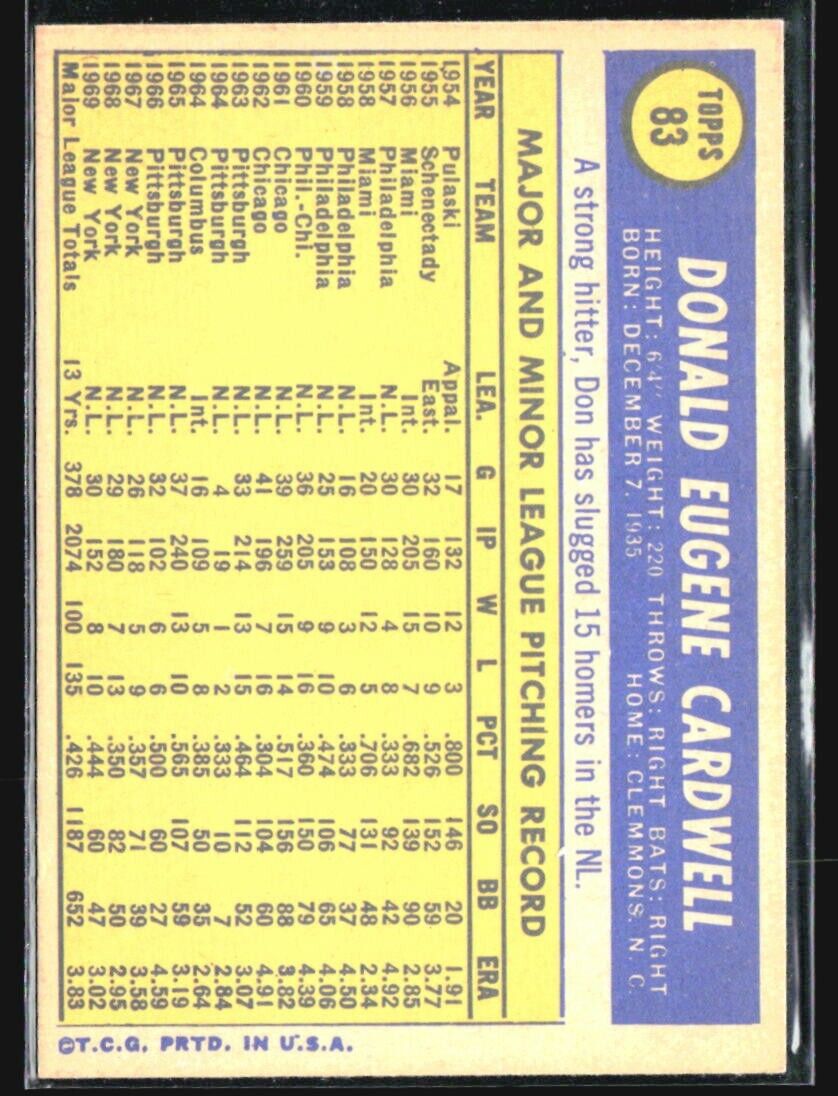 TOPPS
83
DONALD EUGENE CARDWELL
HEIGHT: 6'4" WEIGHT: 220 THROWS: RIGHT BATS: RIGHT
BORN: DECEMBER 7, 1935 HOME: CLEMMONS, N. C.
A strong hitter, Don has slugged 15 homers in the NL.
MAJOR AND MINOR LEAGUE PITCHING RECORD
YEAR TEAM LEA. G IP W L PCT SO BB ERA
1954 Pulaski Appal. 17 132 12 3 .800 146 20 1.91
1955 Schenectady East. 32 160 10 9 .526 152 59 3.77
1956 Miami Int. 30 205 15 7 .682 139 90 2.85
1957 Philadelphia N.L. 30 128 4 8 .333 92 42 4.92
1958 Miami Int. 20 150 12 5 .706 131 48 2.34
1958 Philadelphia N.L. 16 108 3 6 .333 77 37 4.50
1959 Philadelphia N.L. 25 153 9 10 .474 106 65 4.06
1960 Phil.-Chi. N.L. 36 205 9 16 .360 150 79 4.39
1961 Chicago N.L. 39 259 15 14 .517 156 88 3.82
1962 Chicago N.L. 41 196 7 16 .304 104 60 4.91
1963 Pittsburgh N.L. 33 214 13 15 .464 112 52 3.07
1964 Pittsburgh N.L. 4 19 1 2 .333 10 7 2.84
1964 Columbus Int. 16 109 5 8 .385 50 35 2.64
1965 Pittsburgh N.L. 37 240 13 10 .565 107 59 3.19
1966 Pittsburgh N.L. 32 102 6 6 .500 60 27 4.59
1967 New York N.L. 26 118 5 9 .357 71 39 3.58
1968 New York N.L. 29 180 7 13 .350 82 50 2.95
1969 New York N.L. 30 152 8 10 .444 60 47 3.02
Major League Totals 13 Yrs. 378 2074 100 135 .426 1187 652 3.83
©T.C.G. PRTD. IN U.S.A.